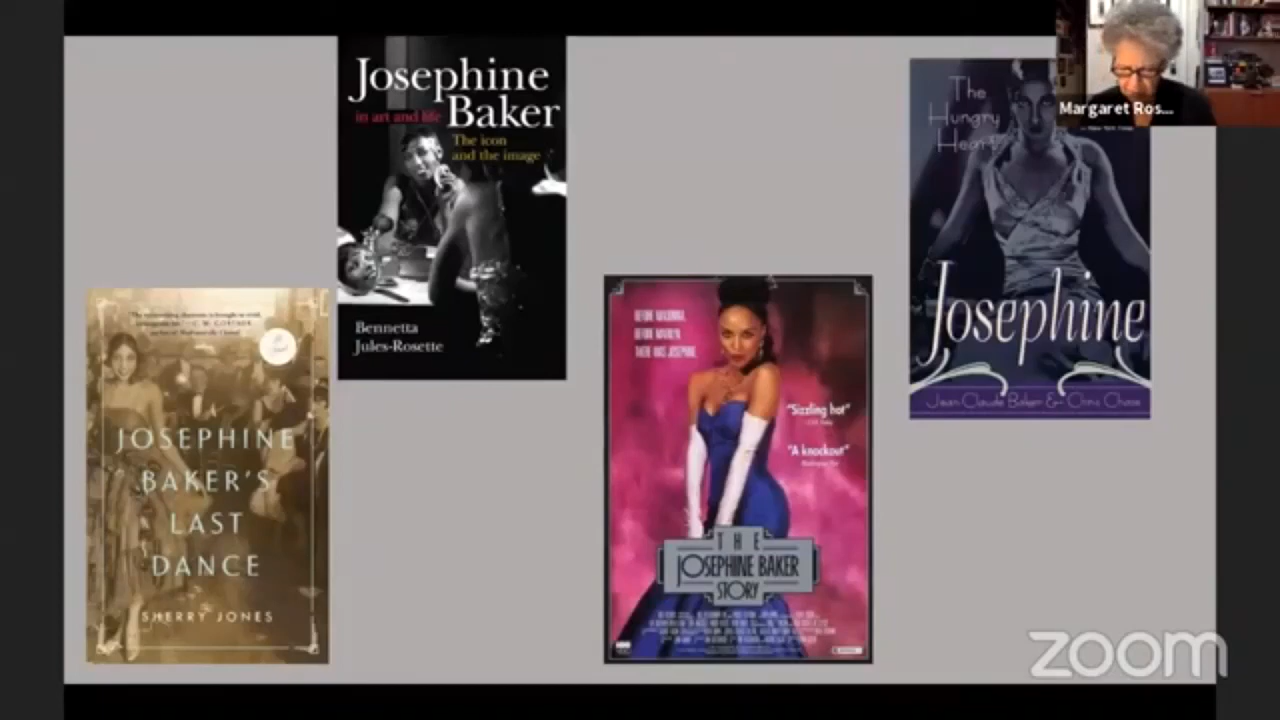 Josephine
Baker
in art and life
The icon
and the image
Bennetta
Jules-Rosette
JOSEPHINE
BAKER'S
LAST
DANCE
SHERRY JONES
BEFORE MADONNA.
BEFORE MARILYN.
THERE WAS JOSEPHINE.
"Sizzling hot"
"A knockout"
THE
JOSEPHINE BAKER
STORY
The
Hungry
Heart
Josephine
Jean-Claude Baker & Chris Chase
Margaret Ros...
zoom